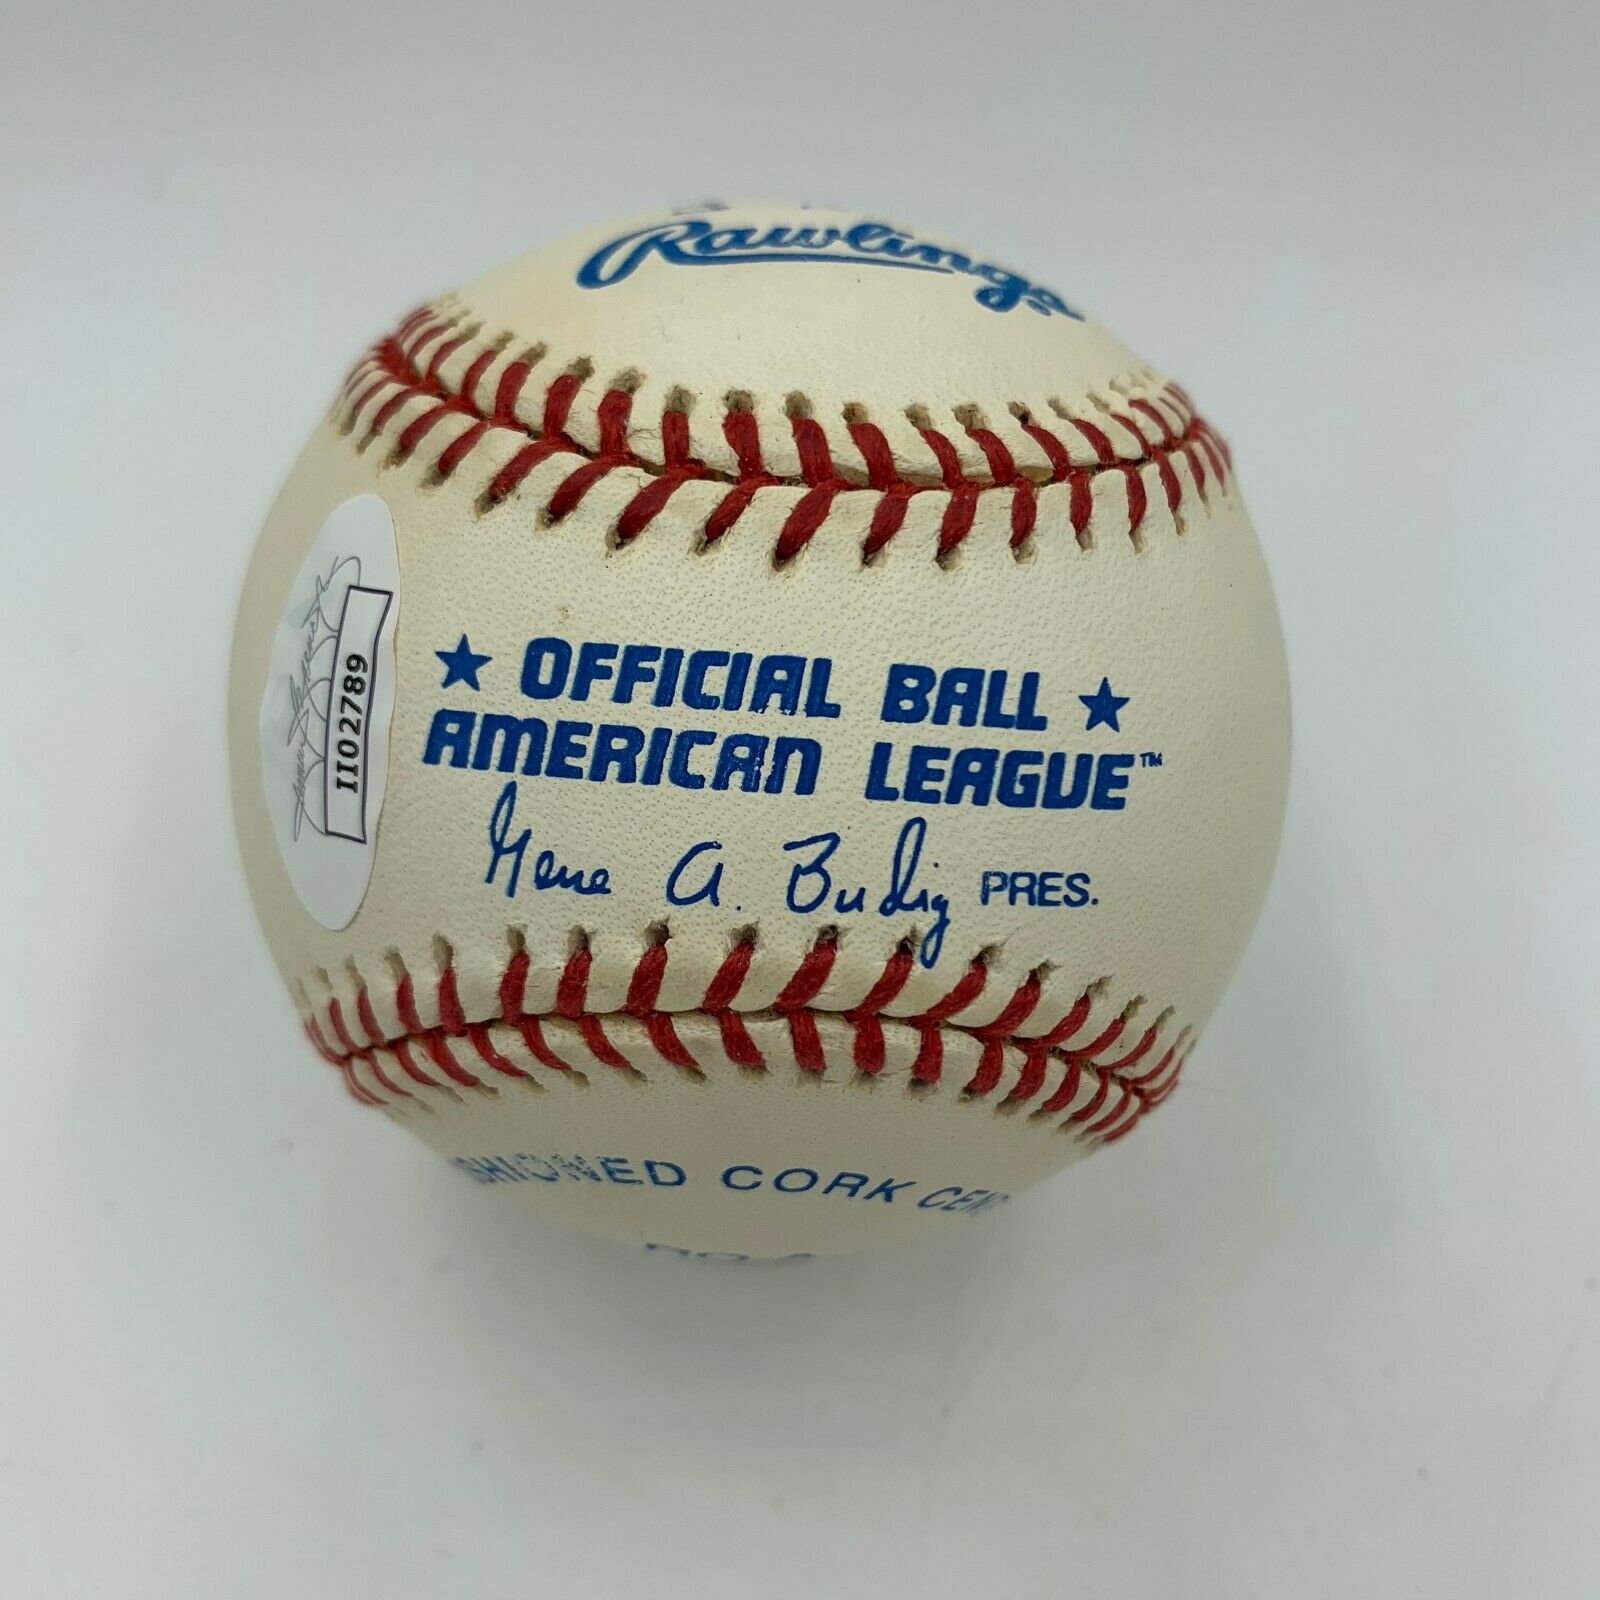 Rawlings
★ OFFICIAL BALL ★
AMERICAN LEAGUE™
Gene A. Budig PRES.
SHIONED CORK CEN
II02789